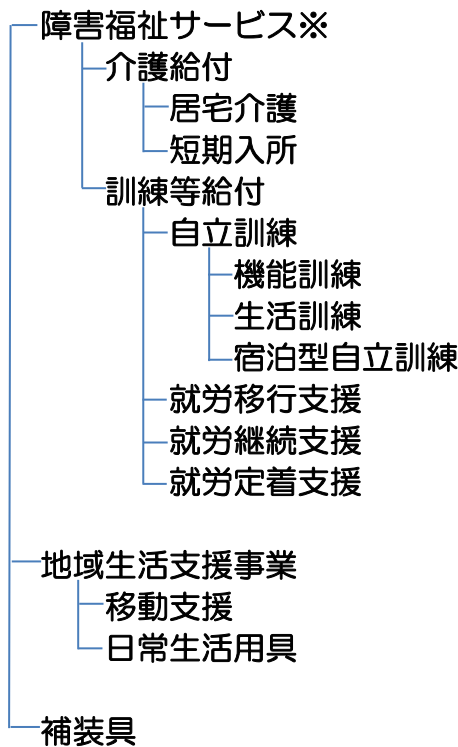 障害福祉サービス※
介護給付
居宅介護
短期入所
訓練等給付
自立訓練
機能訓練
生活訓練
宿泊型自立訓練
就労移行支援
就労継続支援
就労定着支援
地域生活支援事業
移動支援
日常生活用具
補装具